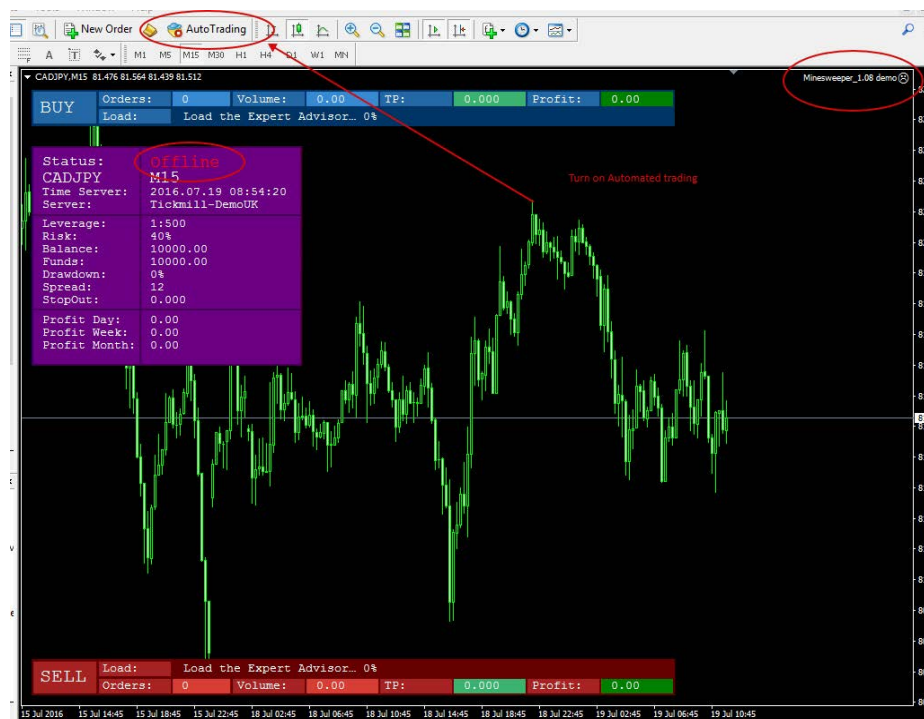 New Order AutoTrading
A T M1 M5 M15 M30 H1 H4 D1 W1 MN
CADJPY,M15 81.476 81.564 81.439 81.512
Minesweeper_1.08 demo
BUY
Orders: 0 Volume: 0.00 TP: 0.000 Profit: 0.00
Load: Load the Expert Advisor... 0%
Status: Offline
CADJPY M15
Time Server: 2016.07.19 08:54:20
Server: Tickmill-DemoUK
Leverage: 1:500
Risk: 40%
Balance: 10000.00
Funds: 10000.00
Drawdown: 0%
Spread: 12
StopOut: 0.000
Profit Day: 0.00
Profit Week: 0.00
Profit Month: 0.00
Turn on Automated trading
SELL
Load: Load the Expert Advisor... 0%
Orders: 0 Volume: 0.00 TP: 0.000 Profit: 0.00
15 Jul 2016 15 Jul 14:45 15 Jul 18:45 15 Jul 22:45 18 Jul 02:45 18 Jul 06:45 18 Jul 10:45 18 Jul 14:45 18 Jul 18:45 18 Jul 22:45 19 Jul 02:45 19 Jul 06:45 19 Jul 10:45